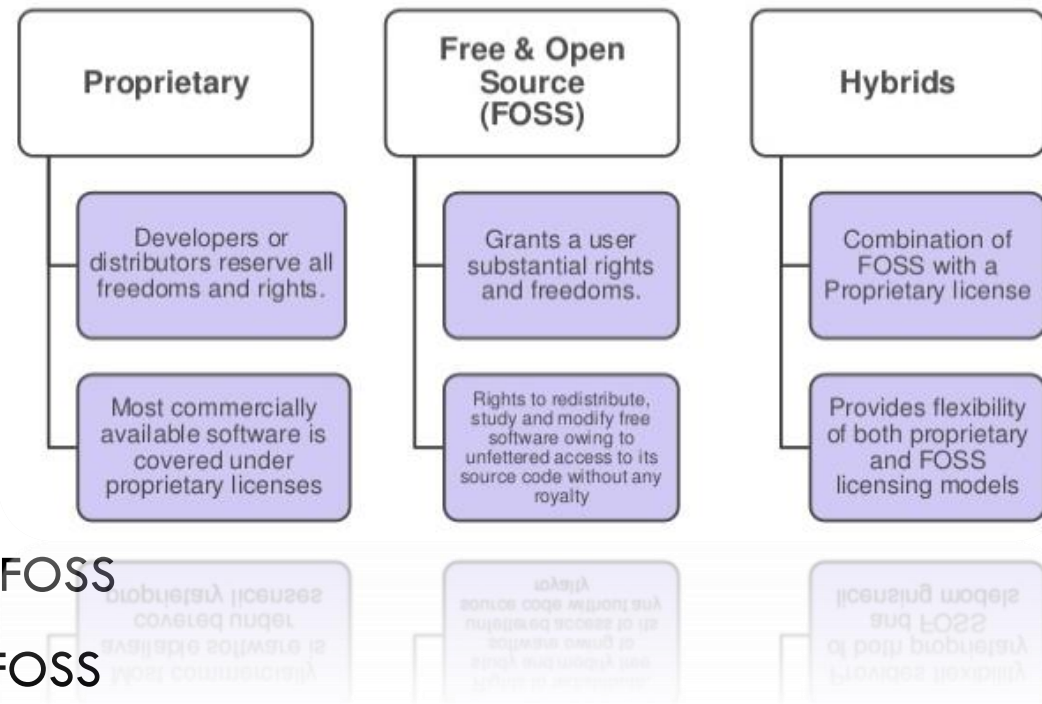 Proprietary
Developers or
distributors reserve all
freedoms and rights.
Most commercially
available software is
covered under
proprietary licenses
Free & Open
Source
(FOSS)
Grants a user
substantial rights
and freedoms.
Rights to redistribute,
study and modify free
software owing to
unfettered access to its
source code without any
royalty
Hybrids
Combination of
FOSS with a
Proprietary license
Provides flexibility
of both proprietary
and FOSS
licensing models
FOSS
FOSS